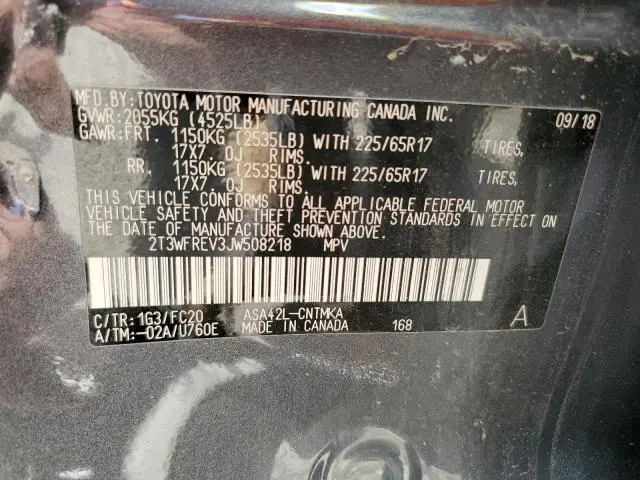 MFD.BY:TOYOTA MOTOR MANUFACTURING CANADA INC. 09/18
GVWR:2055KG (4525LB)
GAWR:FRT. 1150KG (2535LB) WITH 225/65R17 TIRES,
17X7. OJ RIMS.
RR. 1150KG (2535LB) WITH 225/65R17 TIRES,
17X7. OJ RIMS.
THIS VEHICLE CONFORMS TO ALL APPLICABLE FEDERAL MOTOR
VEHICLE SAFETY AND THEFT PREVENTION STANDARDS IN EFFECT ON
THE DATE OF MANUFACTURE SHOWN ABOVE.
2T3WFREV3JW508218 MPV
C/TR:1G3/FC20 ASA42L-CNTMKA A
A/TM:-02A/U760E MADE IN CANADA 168